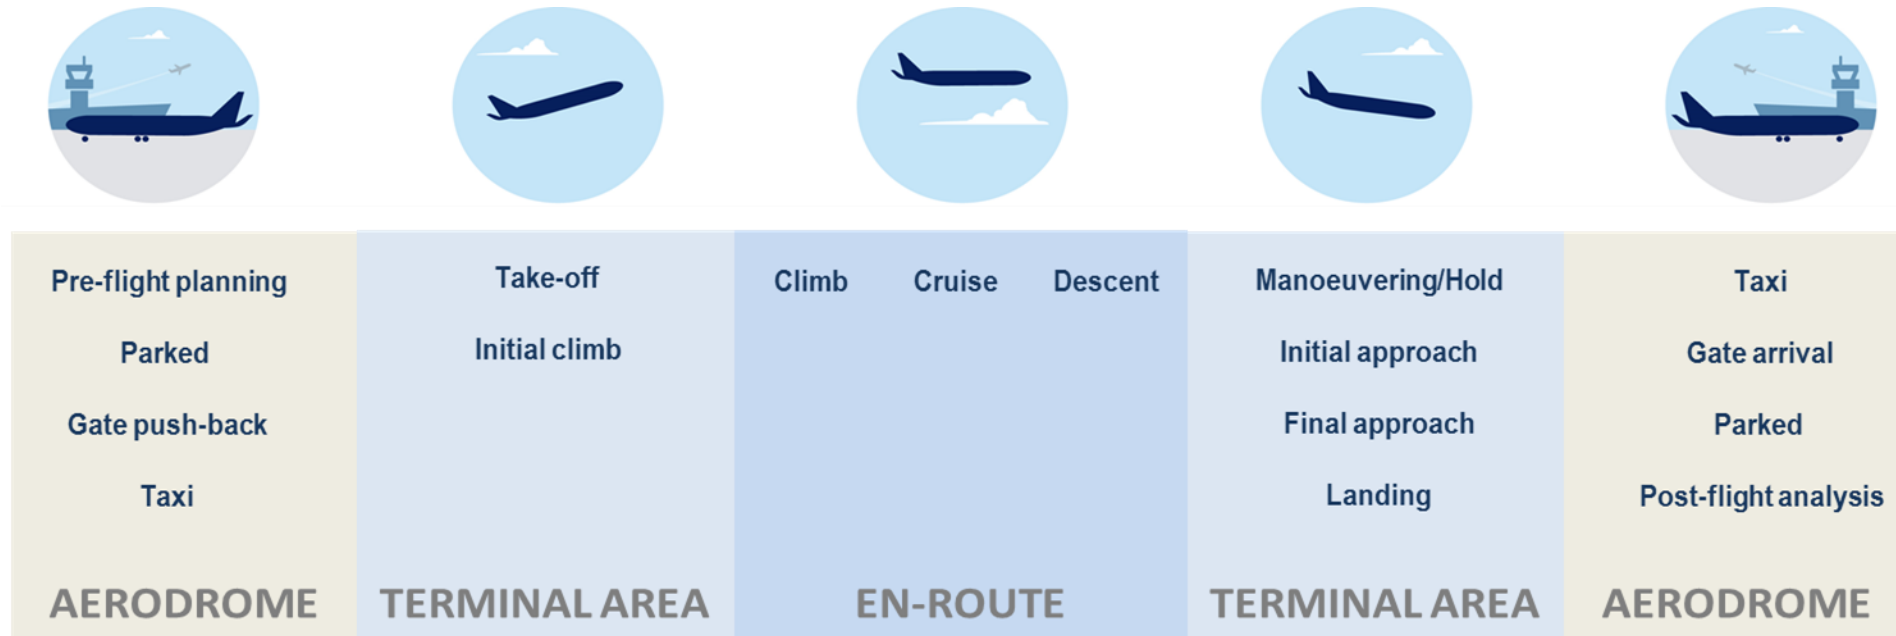 Pre-flight planning
Parked
Gate push-back
Taxi
AERODROME
Take-off
Initial climb
TERMINAL AREA
Climb Cruise Descent
EN-ROUTE
Manoeuvering/Hold
Initial approach
Final approach
Landing
TERMINAL AREA
Taxi
Gate arrival
Parked
Post-flight analysis
AERODROME